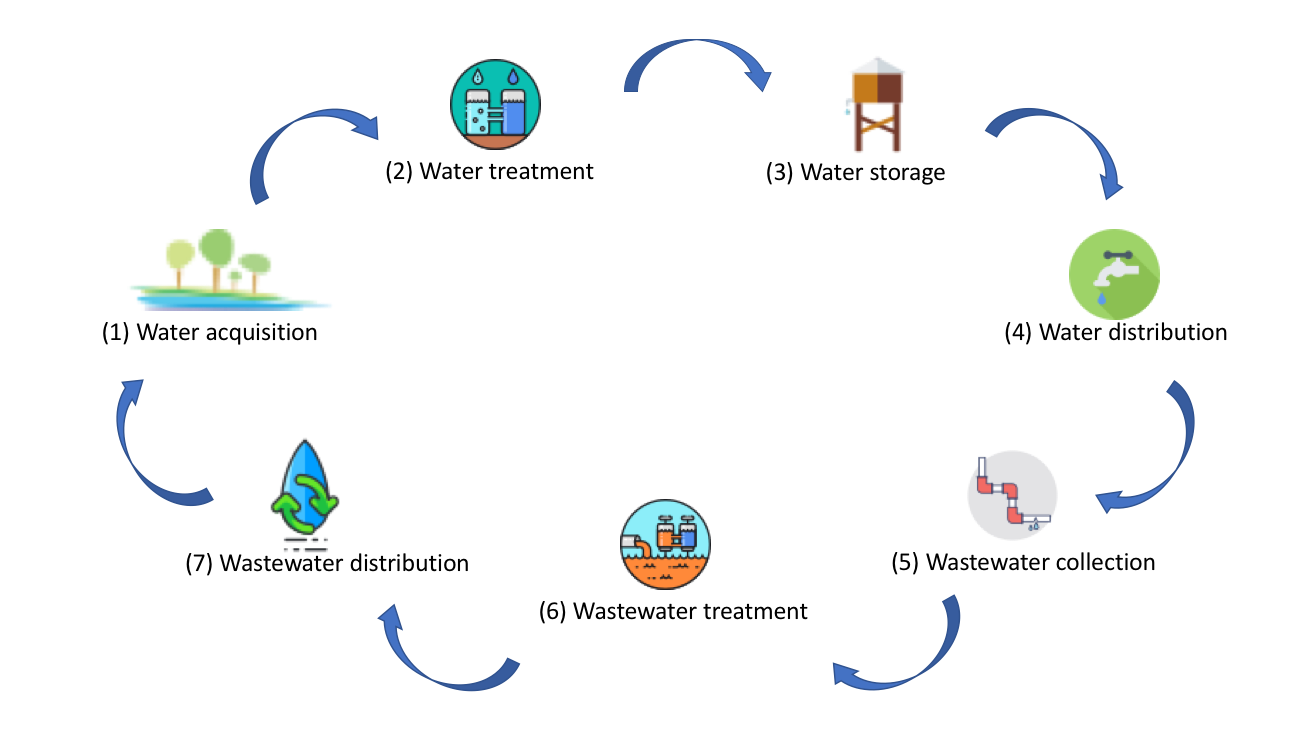 (1) Water acquisition
(2) Water treatment
(3) Water storage
(4) Water distribution
(5) Wastewater collection
(6) Wastewater treatment
(7) Wastewater distribution